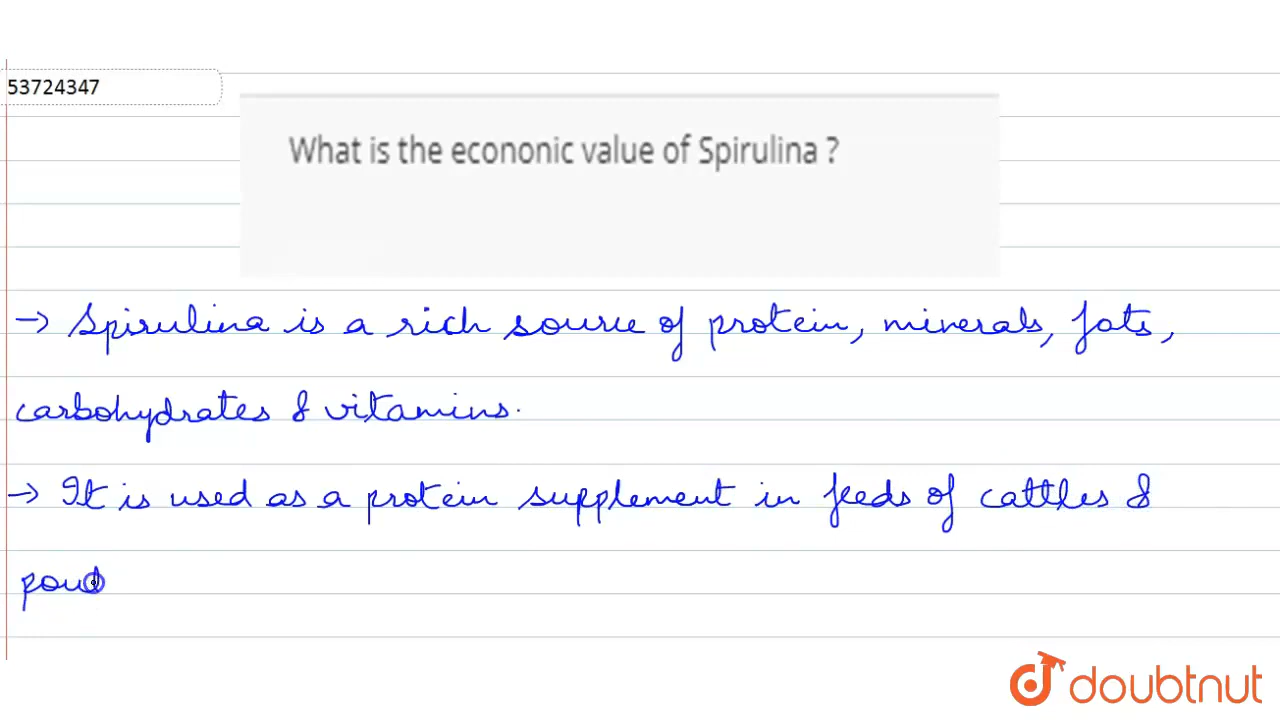 53724347
What is the econonic value of Spirulina ?
→ Spirulina is a rich source of protein, minerals, fats,
carbohydrates & vitamins.
→ It is used as a protein supplement in feeds of cattles &
doubtnut